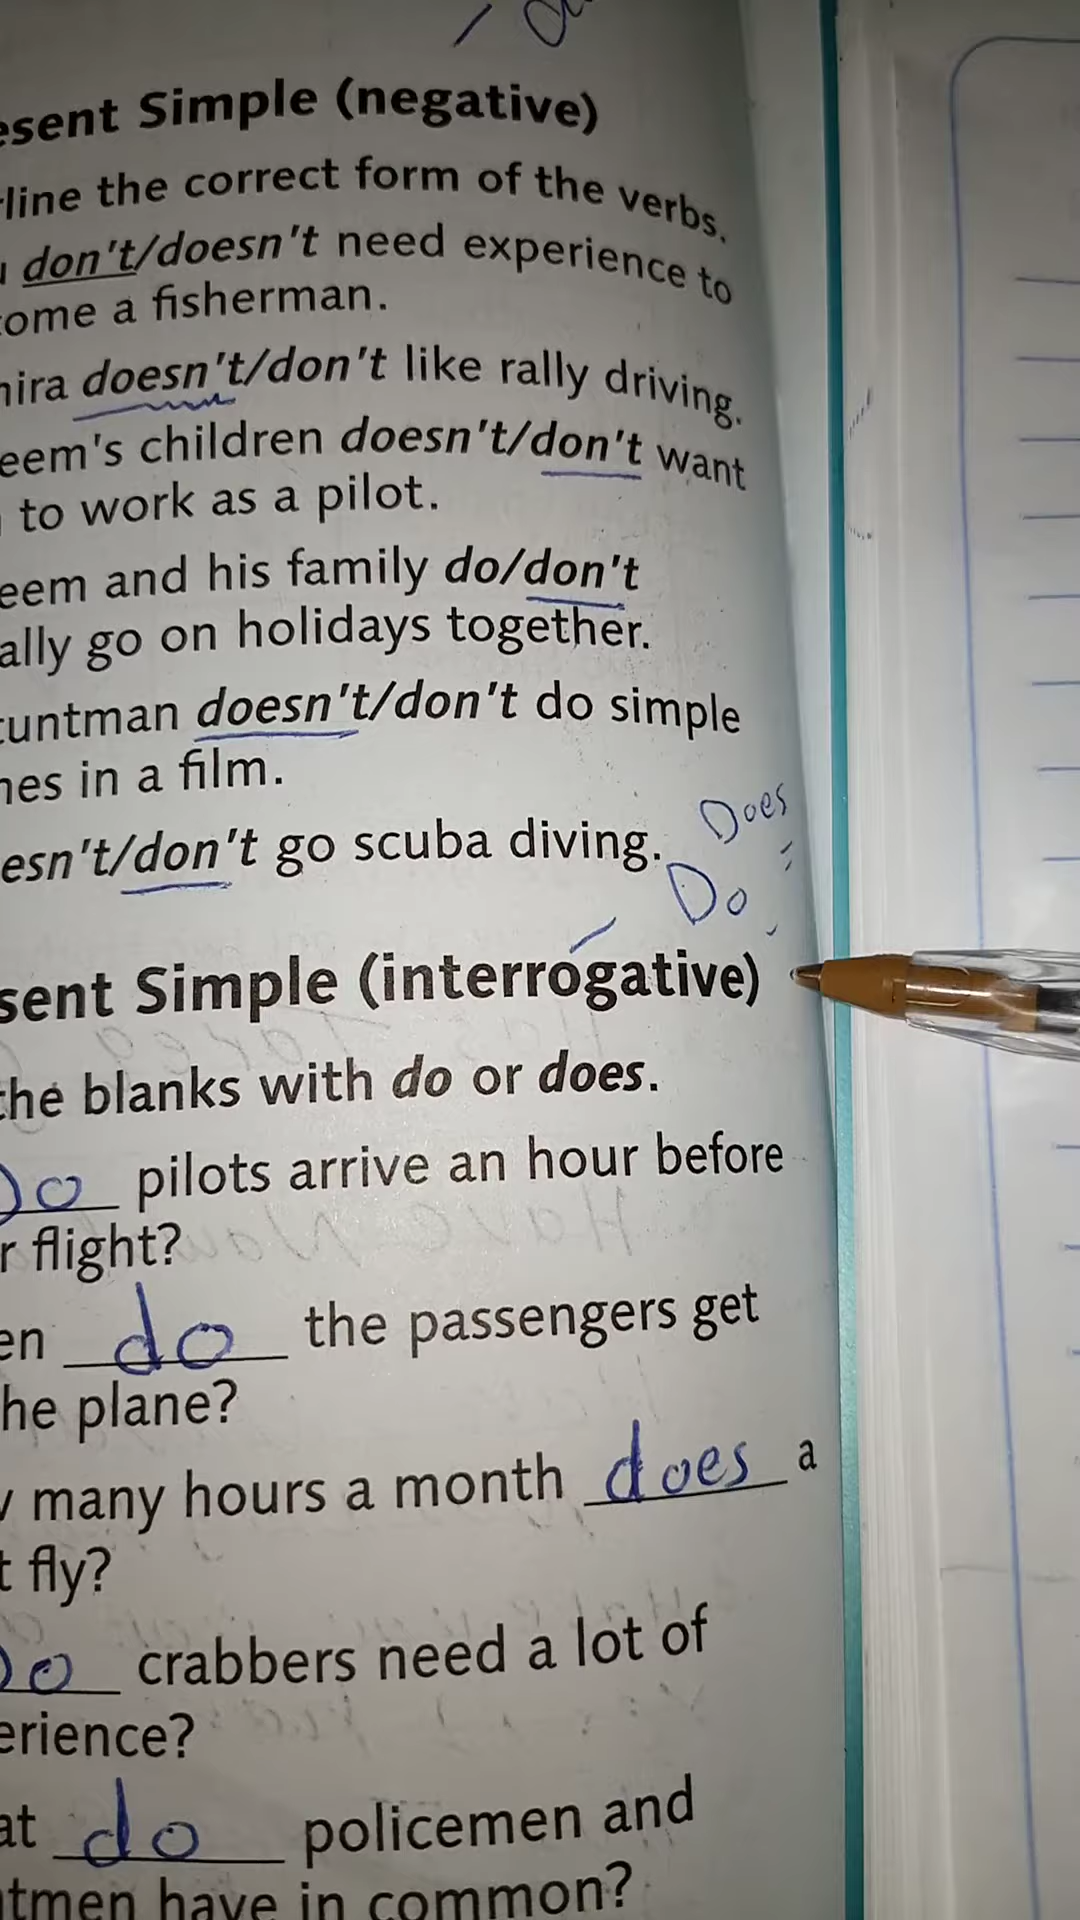 esent Simple (negative)
line the correct form of the verbs.
don't/doesn't need experience to
ome a fisherman.
ira doesn't/don't like rally driving.
eem's children doesn't/don't want
to work as a pilot.
eem and his family do/don't
ally go on holidays together.
untman doesn't/don't do simple
nes in a film.
Does
esn't/don't go scuba diving.
Do
sent Simple (interrogative)
the blanks with do or does.
Do pilots arrive an hour before
r flight?
en do the passengers get
he plane?
many hours a month does a
t fly?
Do crabbers need a lot of
erience?
at do policemen and
tmen have in common?